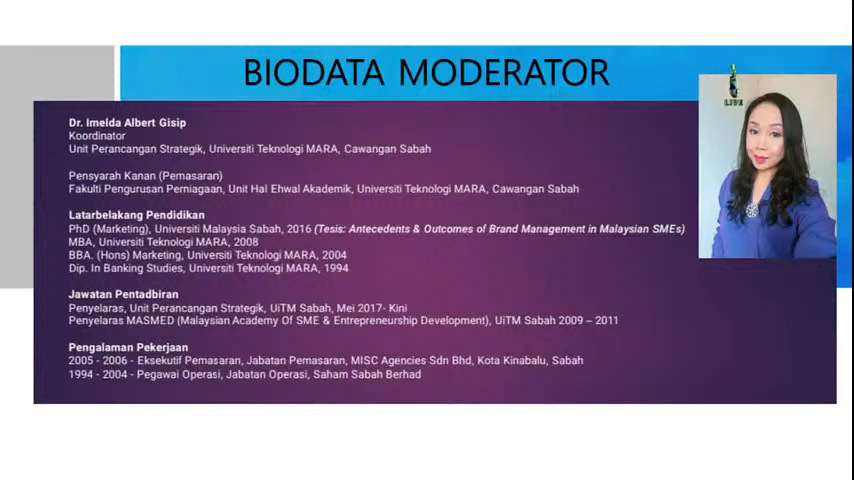 BIODATA MODERATOR
LIVE
Dr. Imelda Albert Gisip
Koordinator
Unit Perancangan Strategik, Universiti Teknologi MARA, Cawangan Sabah
Pensyarah Kanan (Pemasaran)
Fakulti Pengurusan Perniagaan, Unit Hal Ehwal Akademik, Universiti Teknologi MARA, Cawangan Sabah
Latarbelakang Pendidikan
PhD (Marketing), Universiti Malaysia Sabah, 2016 (Tesis: Antecedents & Outcomes of Brand Management in Malaysian SMEs)
MBA, Universiti Teknologi MARA, 2008
BBA. (Hons) Marketing, Universiti Teknologi MARA, 2004
Dip. In Banking Studies, Universiti Teknologi MARA, 1994
Jawatan Pentadbiran
Penyelaras, Unit Perancangan Strategik, UiTM Sabah, Mei 2017- Kini
Penyelaras MASMED (Malaysian Academy Of SME & Entrepreneurship Development), UiTM Sabah 2009 – 2011
Pengalaman Pekerjaan
2005 - 2006 - Eksekutif Pemasaran, Jabatan Pemasaran, MISC Agencies Sdn Bhd, Kota Kinabalu, Sabah
1994 - 2004 - Pegawai Operasi, Jabatan Operasi, Saham Sabah Berhad